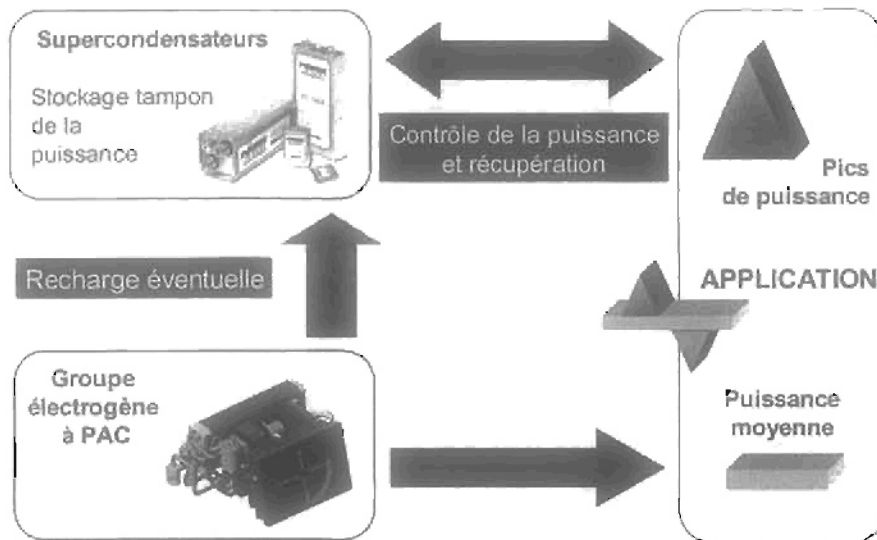 Supercondensateurs
Stockage tampon
de la
puissance
Contrôle de la puissance
et récupération
Pics
de puissance
Recharge éventuelle
APPLICATION
Groupe
électrogène
à PAC
Puissance
moyenne